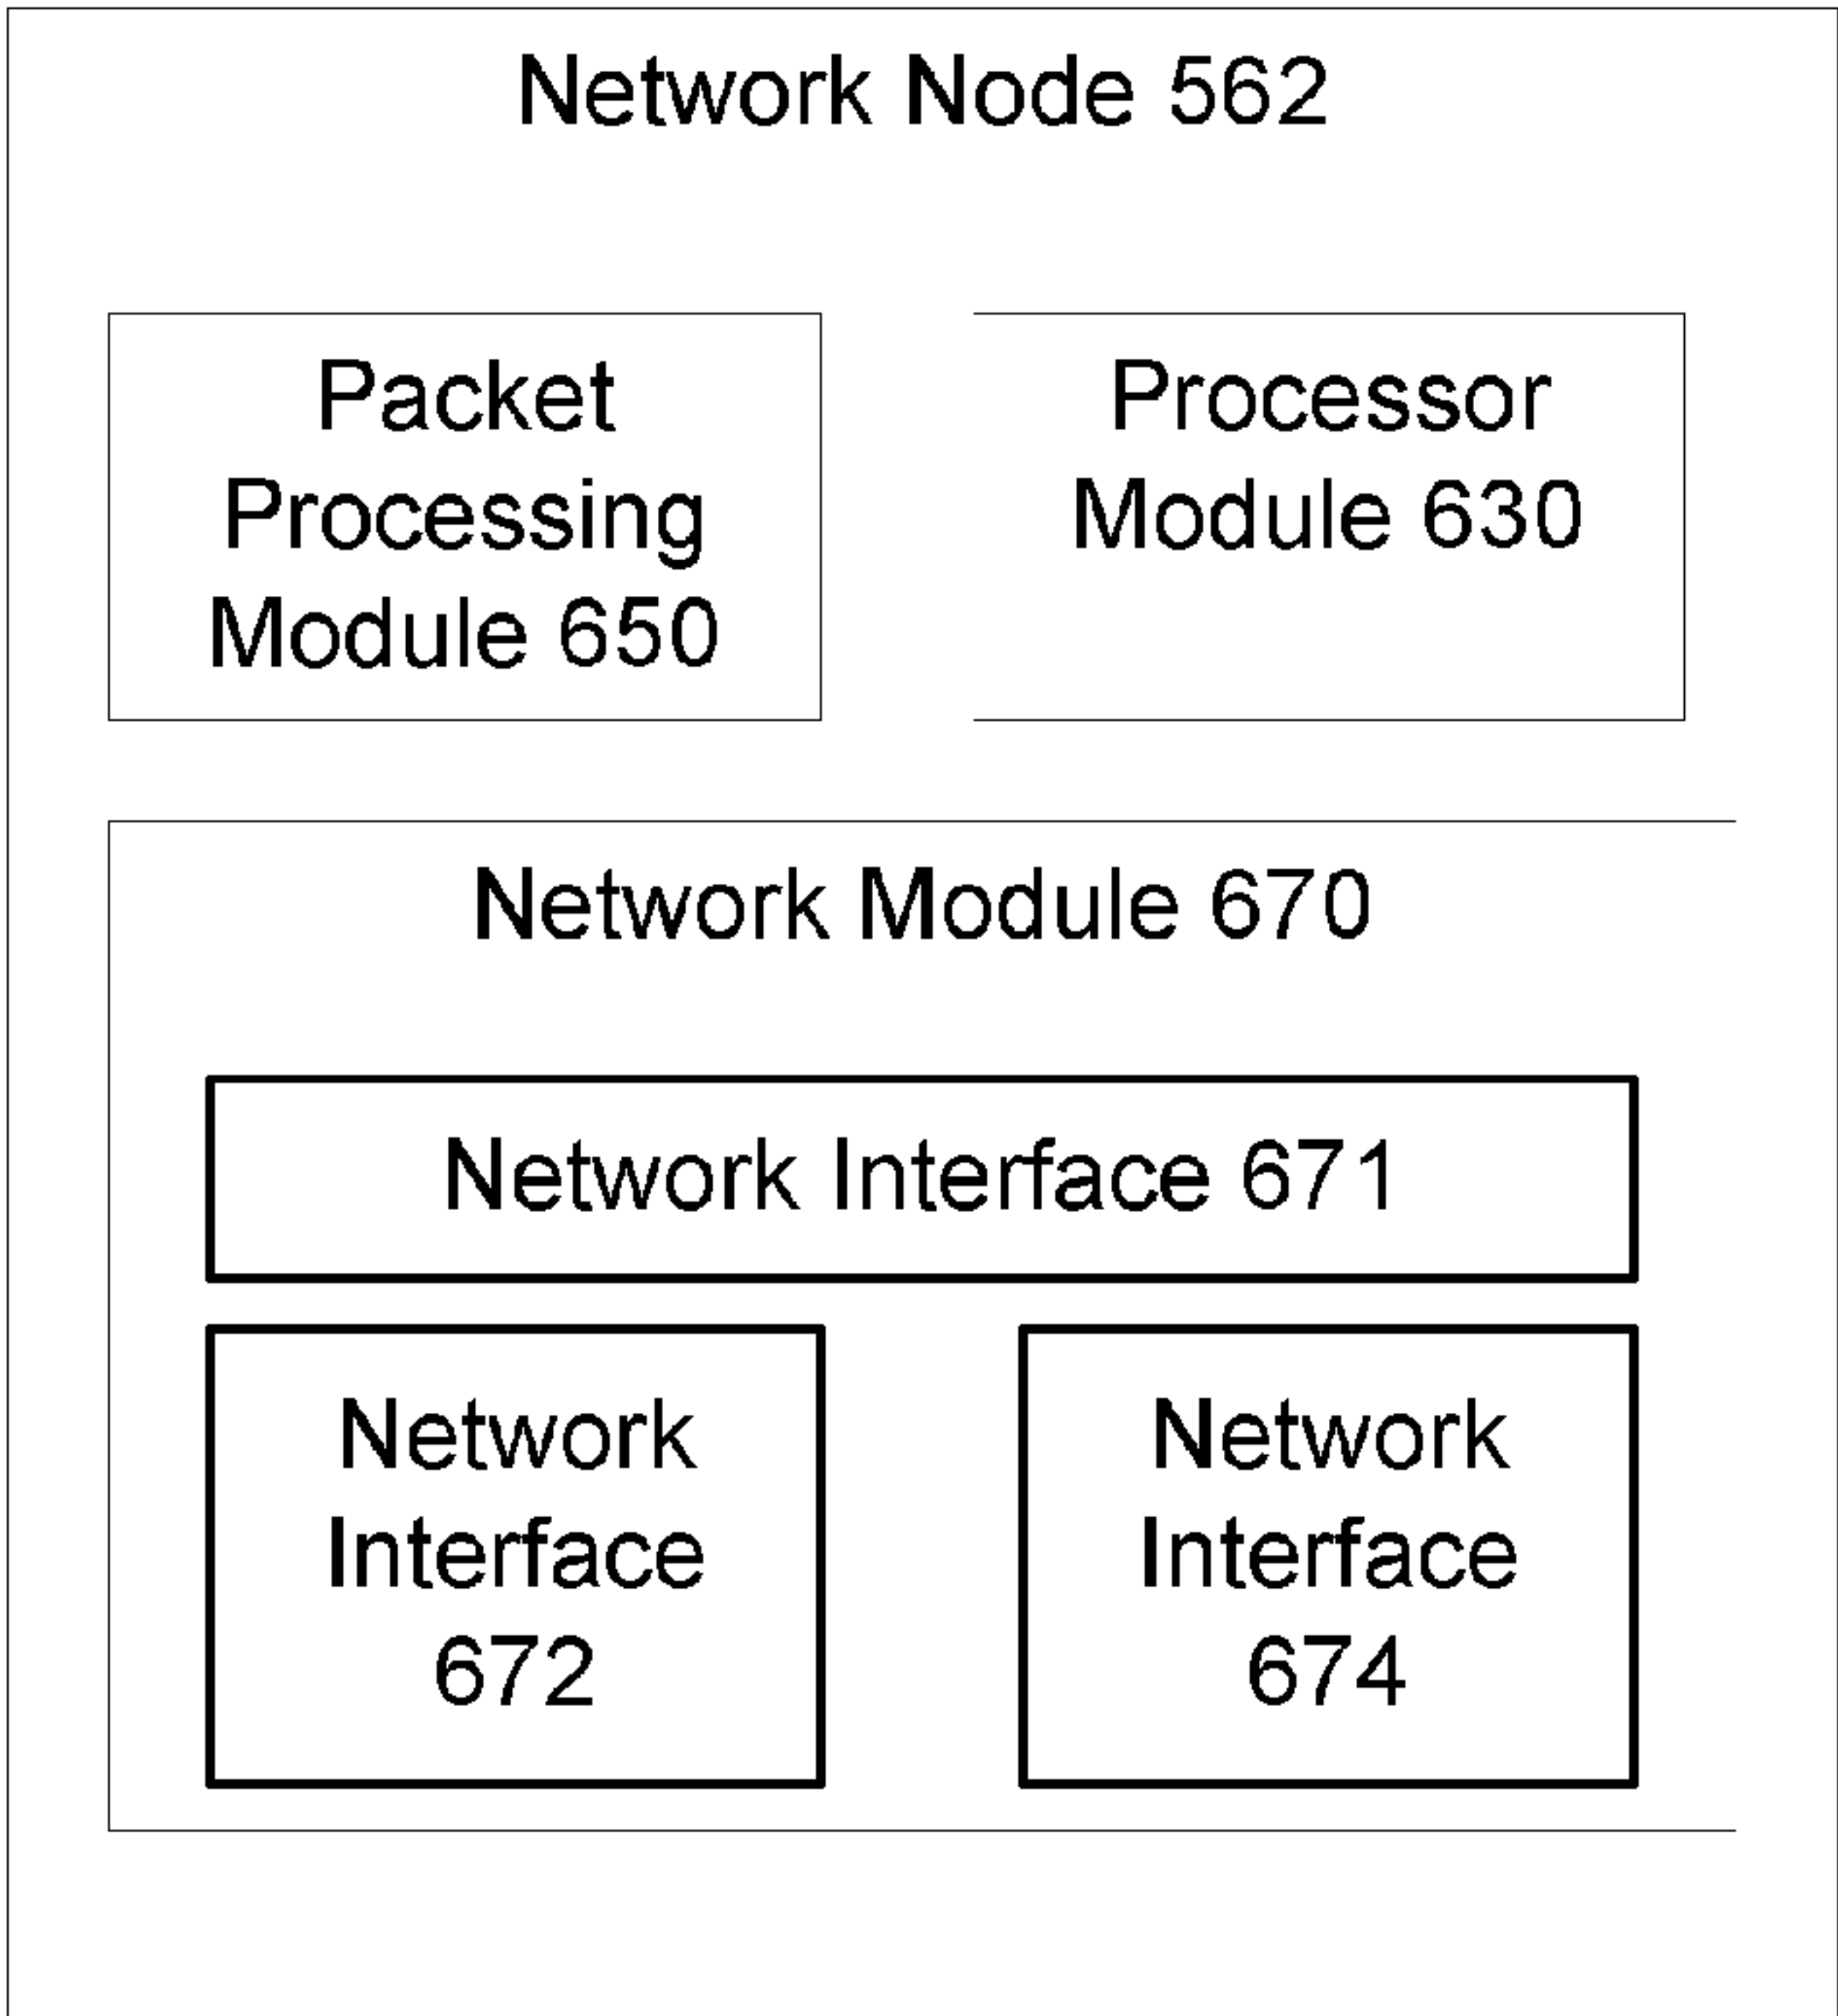 Network Node 562
Packet
Processing
Module 650
Processor
Module 630
Network Module 670
Network Interface 671
Network
Interface
672
Network
Interface
674